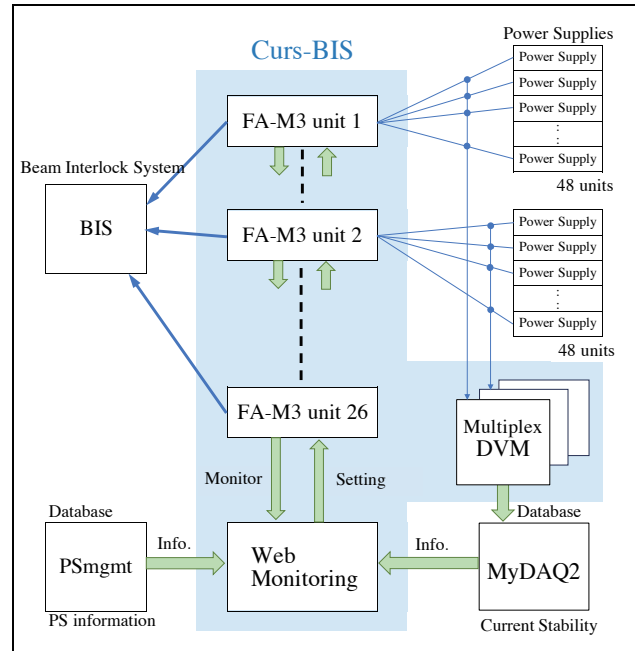 Power Supplies
Curs-BIS
Power Supply
Power Supply
Power Supply
Power Supply
48 units
FA-M3 unit 1
Beam Interlock System
BIS
FA-M3 unit 2
Power Supply
Power Supply
Power Supply
Power Supply
48 units
FA-M3 unit 26
Multiplex
DVM
Monitor
Setting
Database
PSmgmt
PS information
Info.
Web
Monitoring
Info.
Database
MyDAQ2
Current Stability